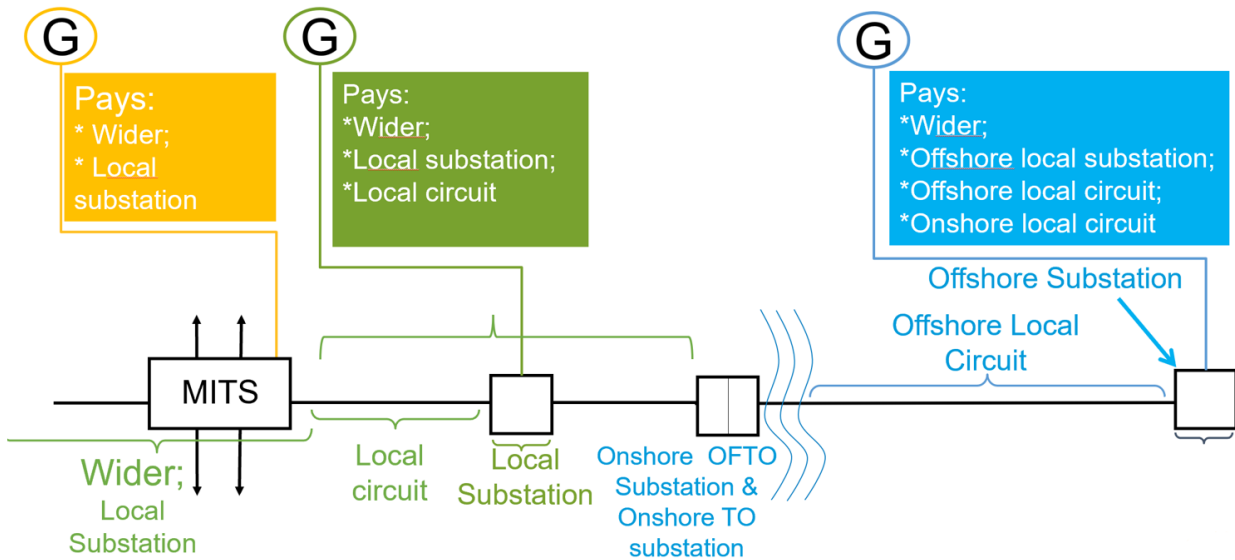 G
G
G
Pays:
* Wider;
* Local
substation
Pays:
*Wider;
*Local substation;
*Local circuit
Pays:
*Wider;
*Offshore local substation;
*Offshore local circuit;
*Onshore local circuit
Offshore Substation
Offshore Local
Circuit
MITS
Wider;
Local
Substation
Local
circuit
Local
Substation
Onshore OFTO
Substation &
Onshore TO
substation